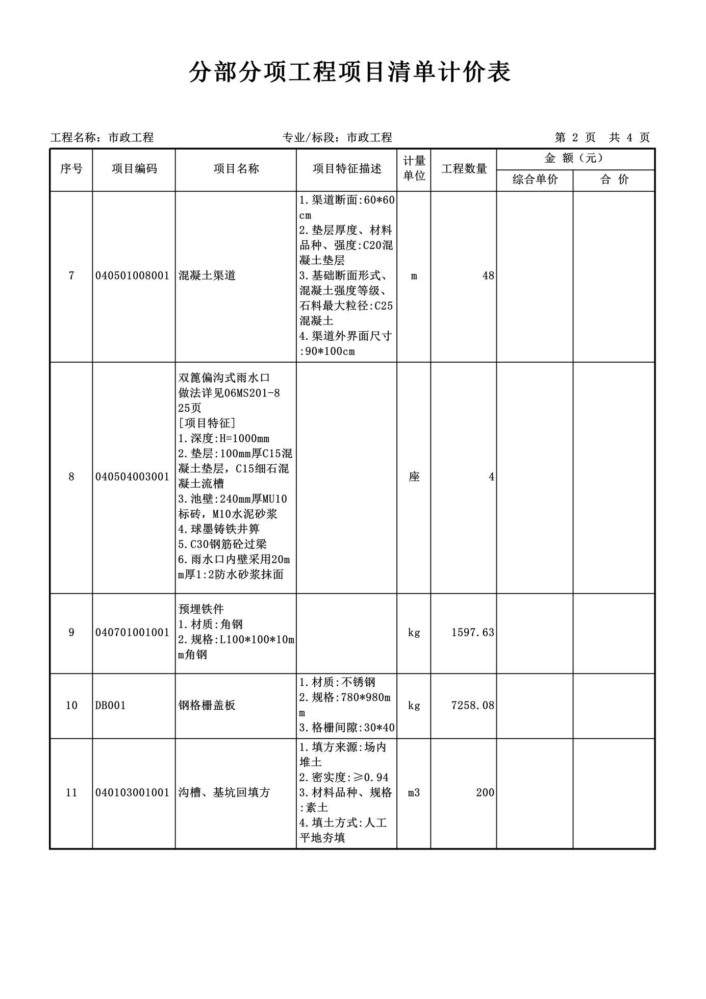 分部分项工程项目清单计价表
工程名称：市政工程 专业/标段：市政工程 第 2 页 共 4 页
序号 项目编码 项目名称 项目特征描述 计量单位 工程数量 金 额（元）
综合单价 合 价
7 040501008001 混凝土渠道
1.渠道断面:60*60
cm
2.垫层厚度、材料
品种、强度:C20混
凝土垫层
3.基础断面形式、
混凝土强度等级、
石料最大粒径:C25
混凝土
4.渠道外界面尺寸
:90*100cm
m 48
8 040504003001
双篦偏沟式雨水口
做法详见06MS201-8
25页
[项目特征]
1.深度:H=1000mm
2.垫层:100mm厚C15混
凝土垫层，C15细石混
凝土流槽
3.池壁:240mm厚MU10
标砖，M10水泥砂浆
4.球墨铸铁井箅
5.C30钢筋砼过梁
6.雨水口内壁采用20m
m厚1:2防水砂浆抹面
座 4
9 040701001001
预埋铁件
1.材质:角钢
2.规格:L100*100*10m
m角钢
kg 1597.63
10 DB001 钢格栅盖板
1.材质:不锈钢
2.规格:780*980m
m
3.格栅间隙:30*40
kg 7258.08
11 040103001001 沟槽、基坑回填方
1.填方来源:场内
堆土
2.密实度:≥0.94
3.材料品种、规格
:素土
4.填土方式:人工
平地夯填
m3 200